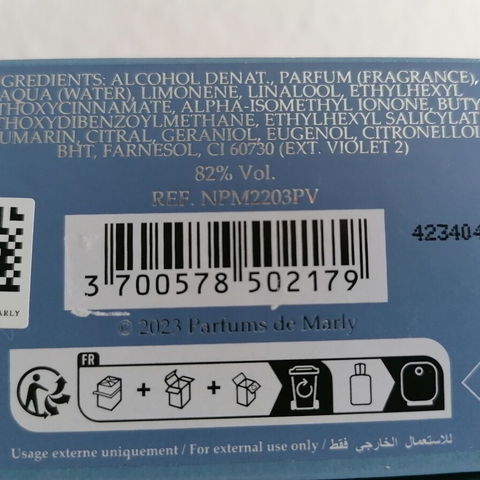 GREDIENTS: ALCOHOL DENAT., PARFUM (FRAGRANCE),
AQUA (WATER), LIMONENE, LINALOOL, ETHYLHEXYL
THOXYCINNAMATE, ALPHA-ISOMETHYL IONONE, BUTY
THOXYDIBENZOYLMETHANE, ETHYLHEXYL SALICYLAT
UMARIN, CITRAL, GERANIOL, EUGENOL, CITRONELLOL
BHT, FARNESOL, CI 60730 (EXT. VIOLET 2)
82% Vol.
REF. NPM2203PV
423404
3 700578 502179
ARLY
© 2023 Parfums de Marly
FR
Usage externe uniquement / For external use only / للاستعمال الخارجي فقط